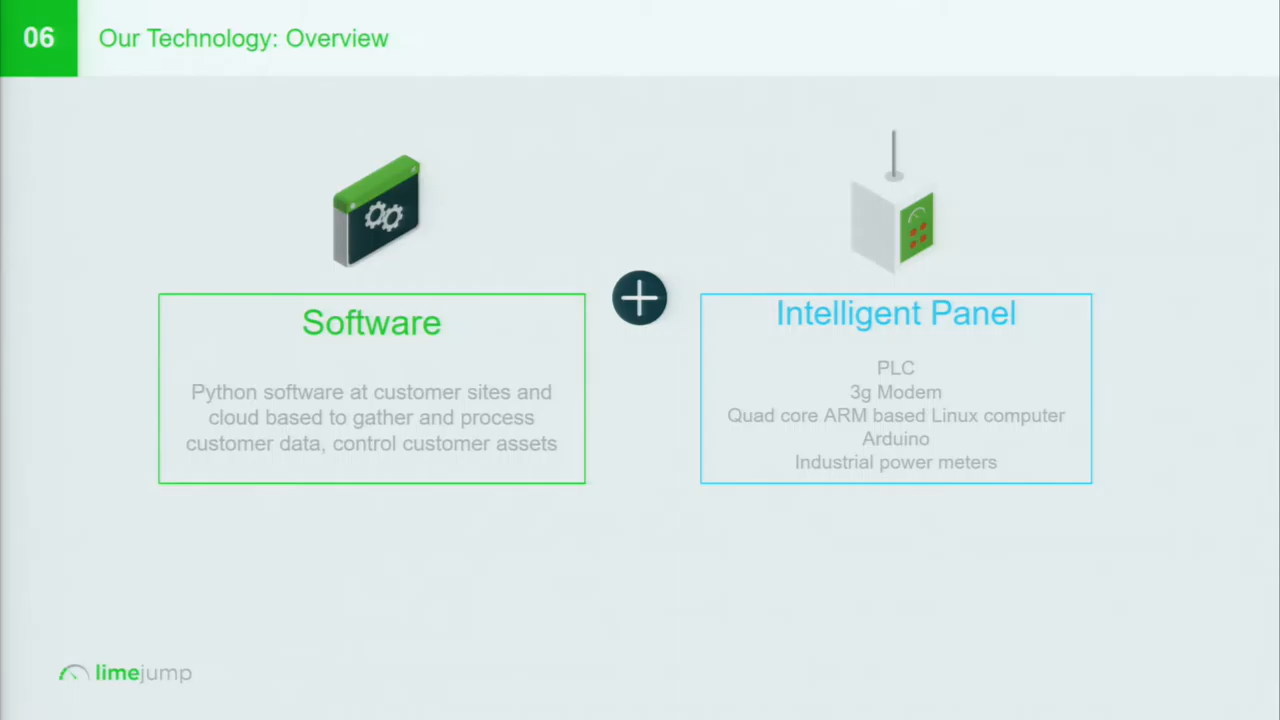 06
Our Technology: Overview
Software
Python software at customer sites and
cloud based to gather and process
customer data, control customer assets
Intelligent Panel
PLC
3g Modem
Quad core ARM based Linux computer
Arduino
Industrial power meters
limejump